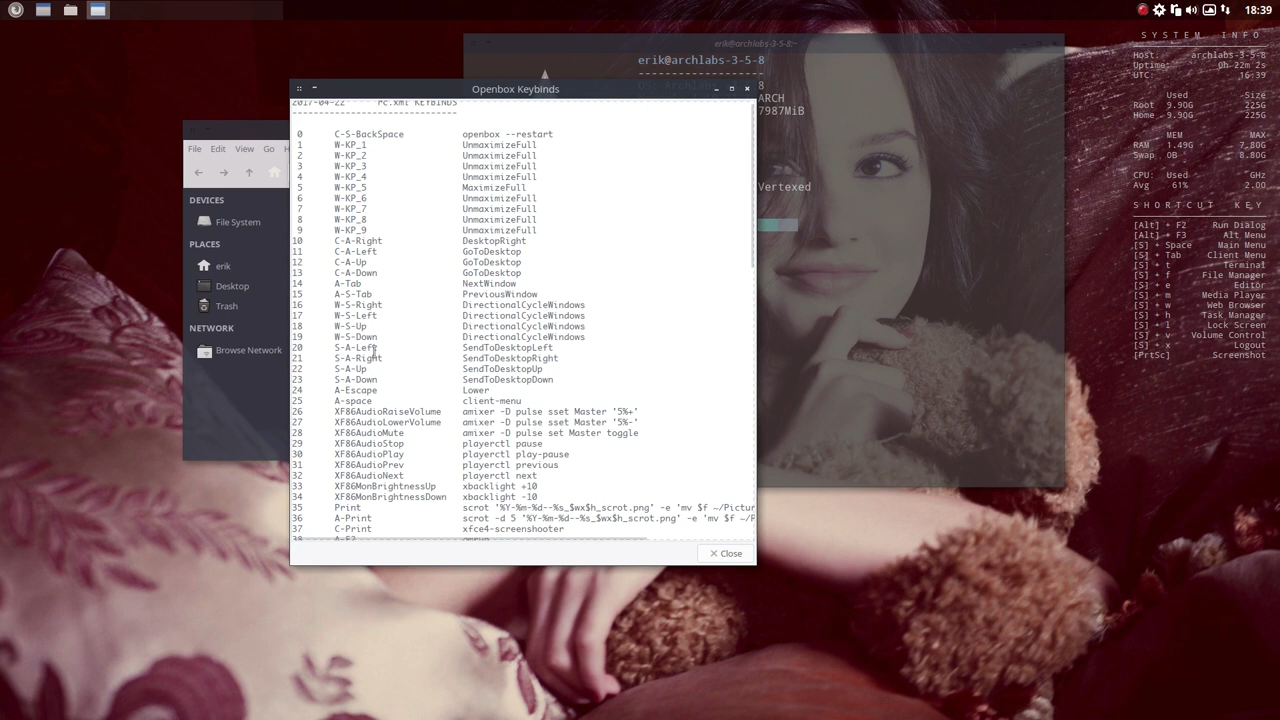 18:39
erik@archlabs-3-5-8:~
erik@archlabs-3-5-8
--------------------
8
ARCH
7987MiB
Vertexed
File Edit View Go H
DEVICES
File System
PLACES
erik
Desktop
Trash
NETWORK
Browse Network
Openbox Keybinds
2017-04-22 rc.xml KEYBINDS
-------------------------------
0 C-S-BackSpace openbox --restart
1 W-KP_1 UnmaximizeFull
2 W-KP_2 UnmaximizeFull
3 W-KP_3 UnmaximizeFull
4 W-KP_4 UnmaximizeFull
5 W-KP_5 MaximizeFull
6 W-KP_6 UnmaximizeFull
7 W-KP_7 UnmaximizeFull
8 W-KP_8 UnmaximizeFull
9 W-KP_9 UnmaximizeFull
10 C-A-Right DesktopRight
11 C-A-Left GoToDesktop
12 C-A-Up GoToDesktop
13 C-A-Down GoToDesktop
14 A-Tab NextWindow
15 A-S-Tab PreviousWindow
16 W-S-Right DirectionalCycleWindows
17 W-S-Left DirectionalCycleWindows
18 W-S-Up DirectionalCycleWindows
19 W-S-Down DirectionalCycleWindows
20 S-A-Left SendToDesktopLeft
21 S-A-Right SendToDesktopRight
22 S-A-Up SendToDesktopUp
23 S-A-Down SendToDesktopDown
24 A-Escape Lower
25 A-space client-menu
26 XF86AudioRaiseVolume amixer -D pulse sset Master '5%+'
27 XF86AudioLowerVolume amixer -D pulse sset Master '5%-'
28 XF86AudioMute amixer -D pulse set Master toggle
29 XF86AudioStop playerctl pause
30 XF86AudioPlay playerctl play-pause
31 XF86AudioPrev playerctl previous
32 XF86AudioNext playerctl next
33 XF86MonBrightnessUp xbacklight +10
34 XF86MonBrightnessDown xbacklight -10
35 Print scrot '%Y-%m-%d--%s_$wx$h_scrot.png' -e 'mv $f ~/Pictur
36 A-Print scrot -d 5 '%Y-%m-%d--%s_$wx$h_scrot.png' -e 'mv $f ~/P
37 C-Print xfce4-screenshooter
Close
SYSTEM INFO
Host: archlabs-3-5-8
Uptime: 0h 22m 2s
UTC: 16:39
Used -Size
Root 9.90G 225G
Home 9.90G 225G
MEM MAX
RAM 1.49G 7.80G
Swap 0B 8.80G
CPU: Used -GHz
Avg 61% 2.00
SHORTCUT KEY
[Alt] + F2 Run Dialog
[Alt] + F3 Alt Menu
[S] + Space Main Menu
[S] + Tab Client Menu
[S] + t Terminal
[S] + f File Manager
[S] + e Editor
[S] + m Media Player
[S] + w Web Browser
[S] + h Task Manager
[S] + l Lock Screen
[S] + v Volume Control
[S] + x Logout
[PrtSc] Screenshot